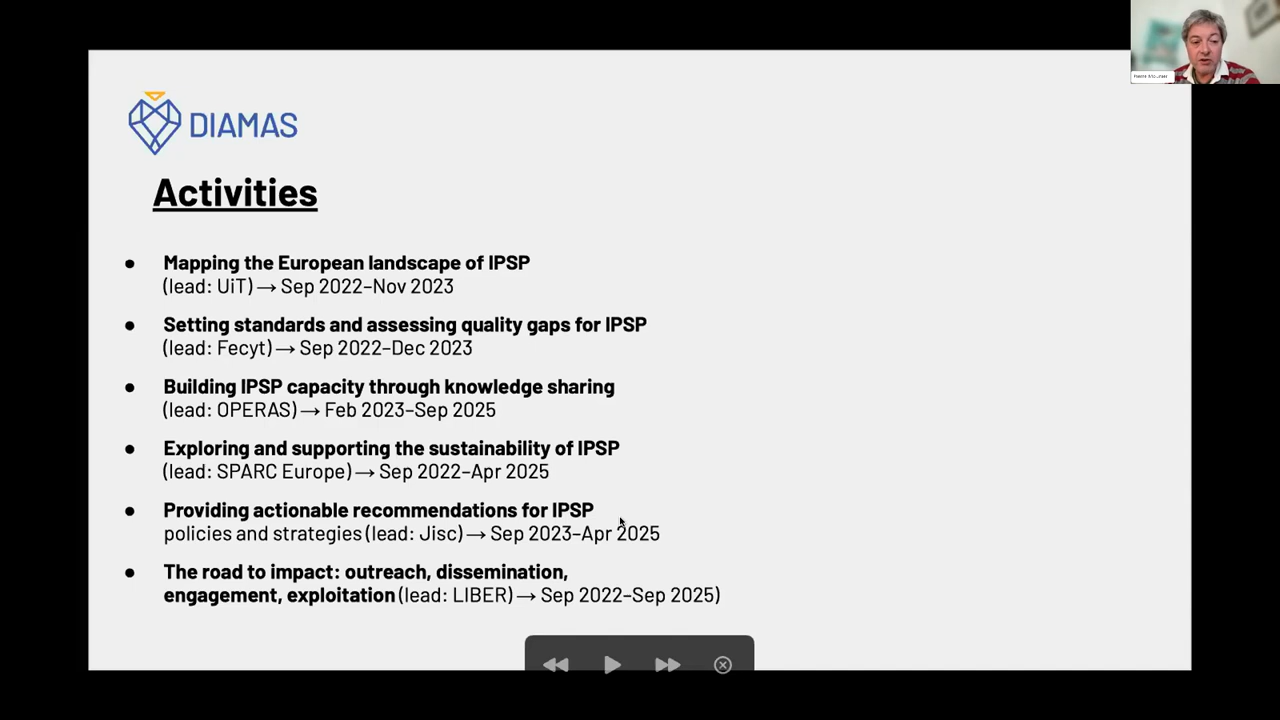 DIAMAS
Activities
● Mapping the European landscape of IPSP
(lead: UiT) → Sep 2022–Nov 2023
● Setting standards and assessing quality gaps for IPSP
(lead: Fecyt) → Sep 2022–Dec 2023
● Building IPSP capacity through knowledge sharing
(lead: OPERAS) → Feb 2023–Sep 2025
● Exploring and supporting the sustainability of IPSP
(lead: SPARC Europe) → Sep 2022–Apr 2025
● Providing actionable recommendations for IPSP
policies and strategies (lead: Jisc) → Sep 2023–Apr 2025
● The road to impact: outreach, dissemination,
engagement, exploitation (lead: LIBER) → Sep 2022–Sep 2025)